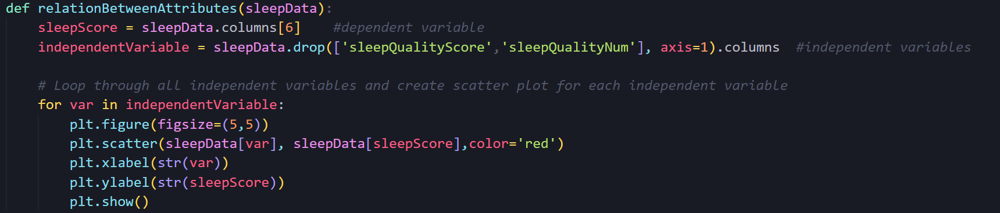 def relationBetweenAttributes(sleepData):
    sleepScore = sleepData.columns[6]    #dependent variable
    independentVariable = sleepData.drop(['sleepQualityScore','sleepQualityNum'], axis=1).columns  #independent variables

    # Loop through all independent variables and create scatter plot for each independent variable
    for var in independentVariable:
        plt.figure(figsize=(5,5))
        plt.scatter(sleepData[var], sleepData[sleepScore],color='red')
        plt.xlabel(str(var))
        plt.ylabel(str(sleepScore))
        plt.show()